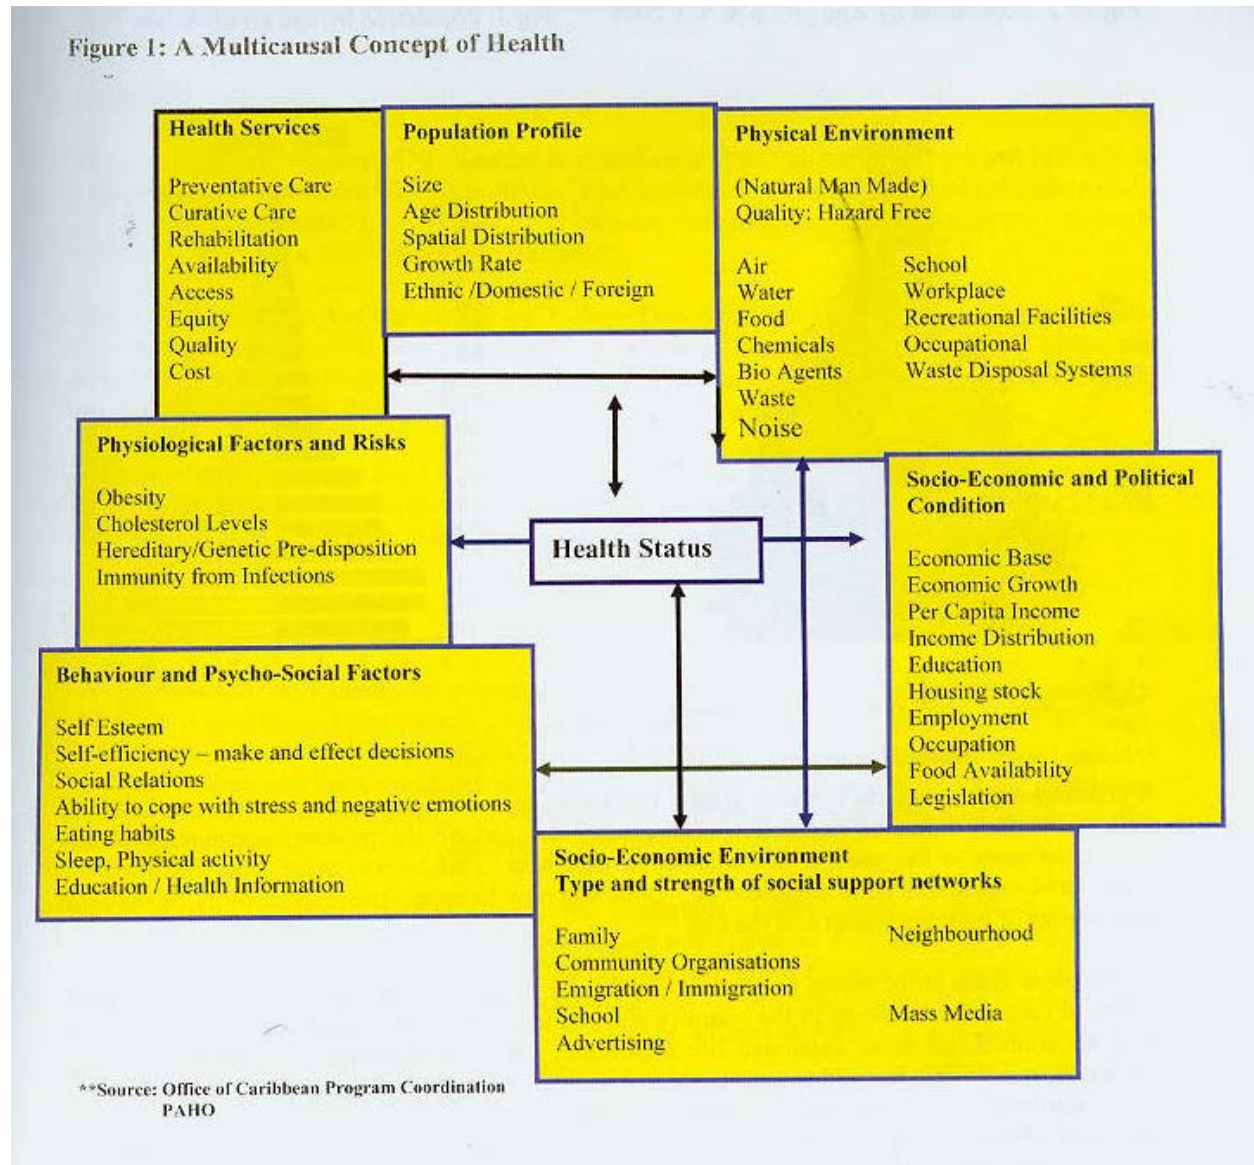 Figure 1: A Multicausal Concept of Health
Health Services
Preventative Care
Curative Care
Rehabilitation
Availability
Access
Equity
Quality
Cost
Population Profile
Size
Age Distribution
Spatial Distribution
Growth Rate
Ethnic /Domestic / Foreign
Physical Environment
(Natural Man Made)
Quality: Hazard Free
Air
Water
Food
Chemicals
Bio Agents
Waste
Noise
School
Workplace
Recreational Facilities
Occupational
Waste Disposal Systems
Physiological Factors and Risks
Obesity
Cholesterol Levels
Hereditary/Genetic Pre-disposition
Immunity from Infections
Health Status
Socio-Economic and Political
Condition
Economic Base
Economic Growth
Per Capita Income
Income Distribution
Education
Housing stock
Employment
Occupation
Food Availability
Legislation
Behaviour and Psycho-Social Factors
Self Esteem
Self-efficiency – make and effect decisions
Social Relations
Ability to cope with stress and negative emotions
Eating habits
Sleep, Physical activity
Education / Health Information
Socio-Economic Environment
Type and strength of social support networks
Family
Community Organisations
Emigration / Immigration
School
Advertising
Neighbourhood
Mass Media
**Source: Office of Caribbean Program Coordination
PAHO